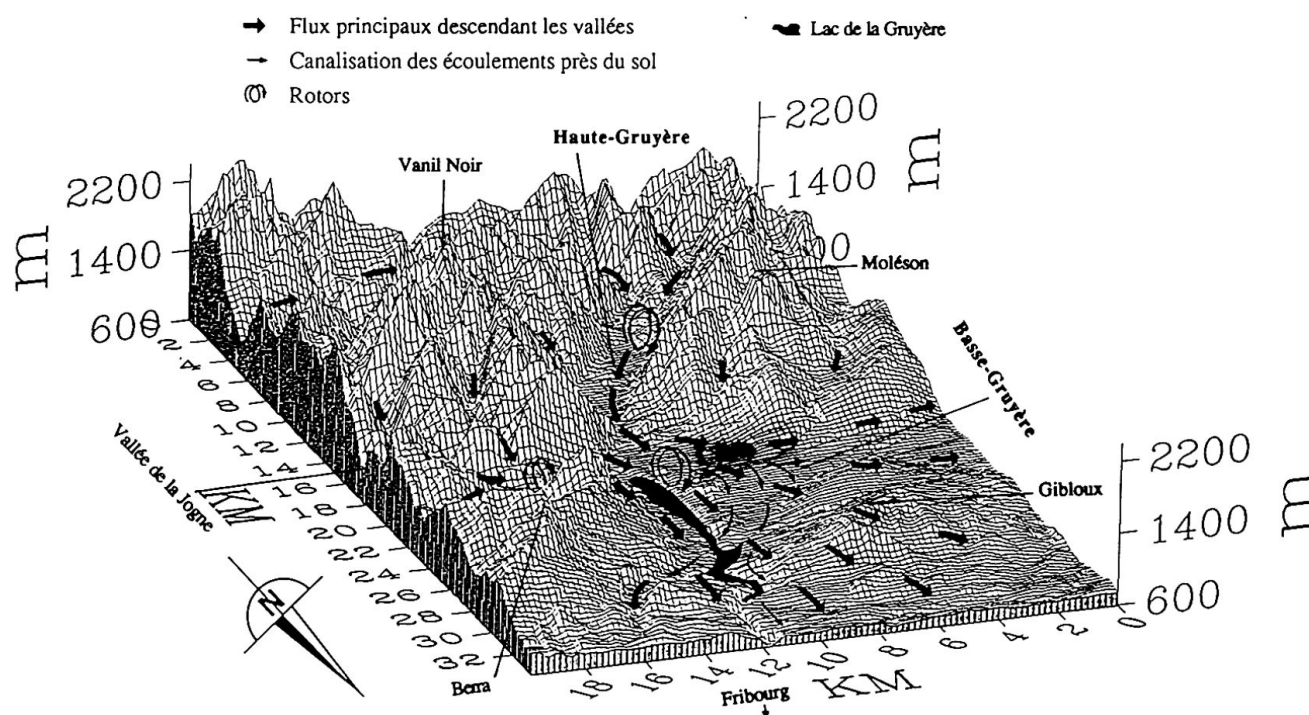 Flux principaux descendant les vallées
Lac de la Gruyère
Canalisation des écoulements près du sol
Rotors
2200
Haute-Gruyère
m
Vanil Noir
1400
2200
m
1400
600
Moléson
Basse-Gruyère
2
4
6
8
10
12
14
16
18
20
22
24
26
28
30
32
KM
Vallée de la Jogne
N
2200
m
Gibloux
1400
600
Berra
18
16
14
12
10
8
6
4
2
0
KM
Fribourg